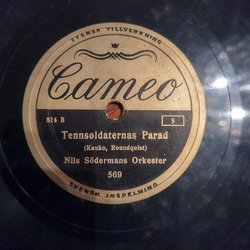 SVENSK TILLVERKNING
Cameo
814 B
S
Tennsoldaternas Parad
(Kauko, Roundquist)
Nils Södermans Orkester
569
SVENSK INSPELNING